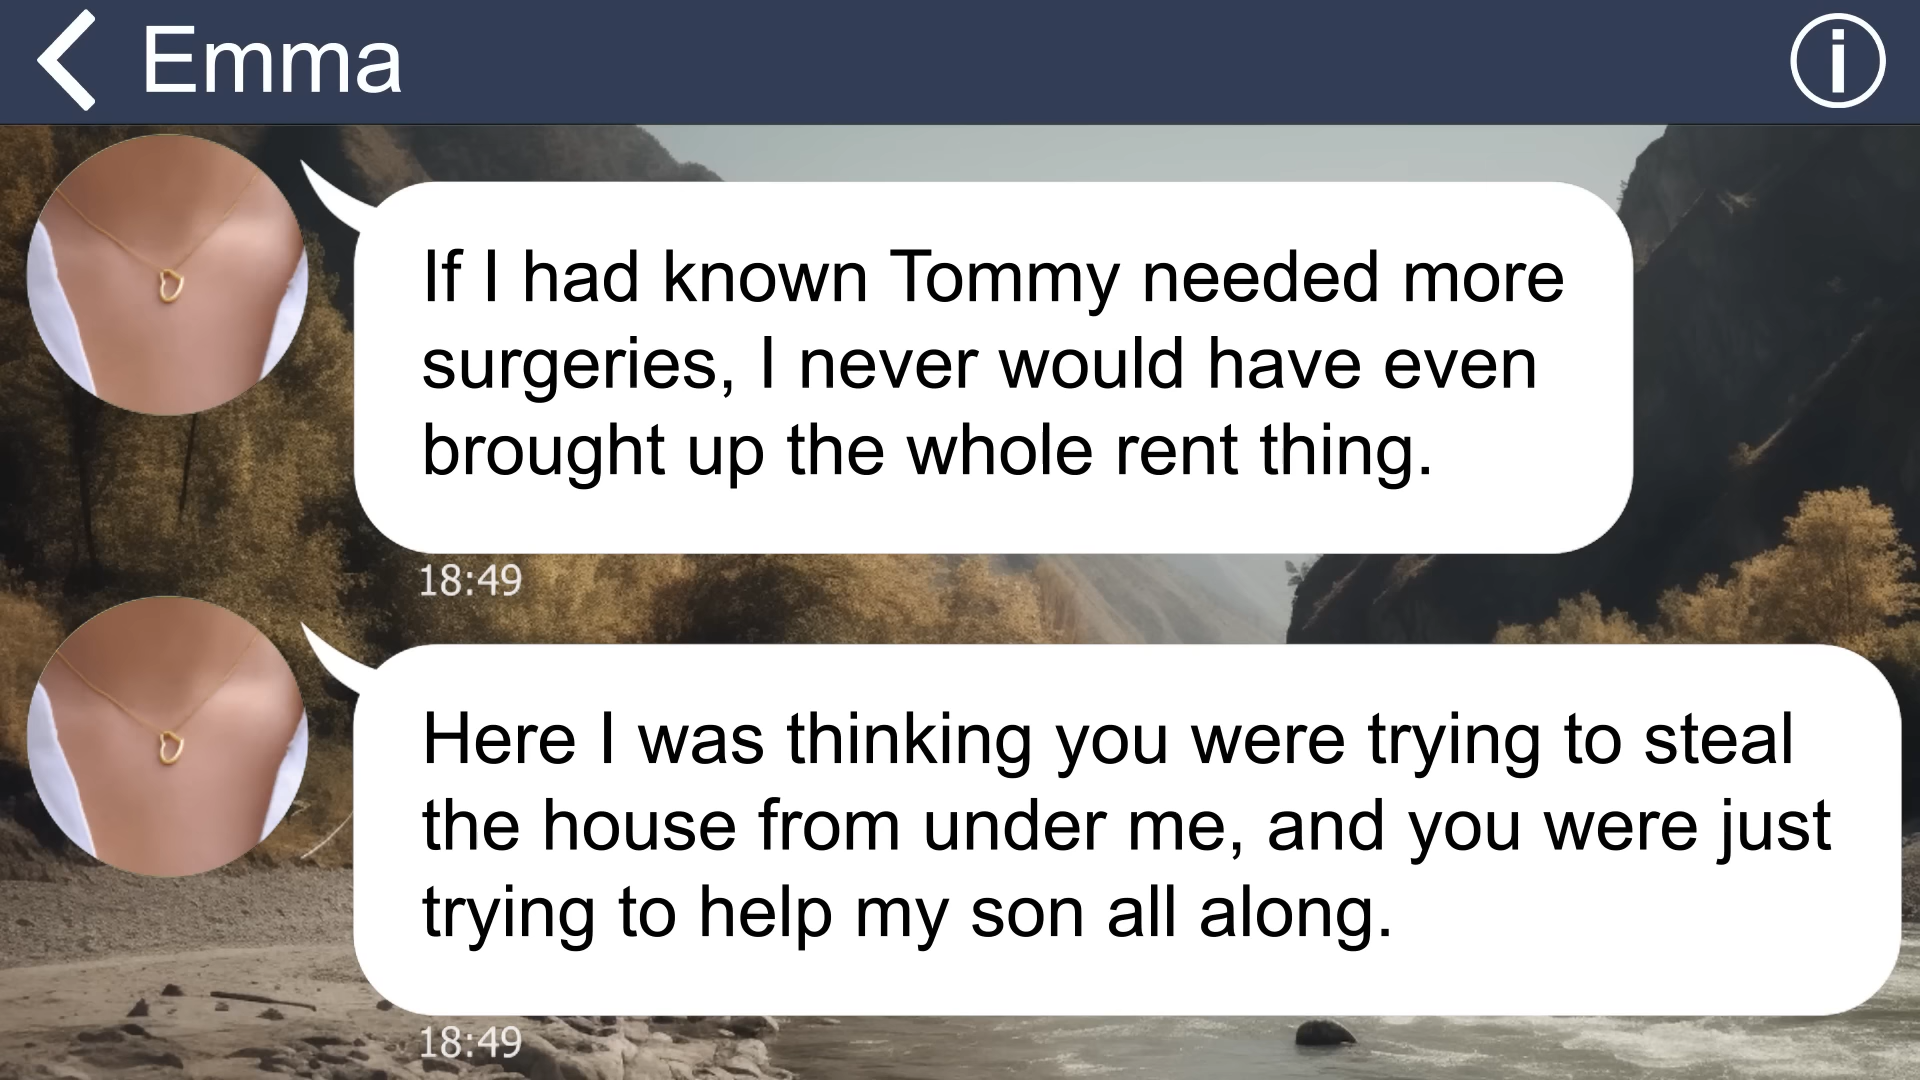 Emma
If I had known Tommy needed more
surgeries, I never would have even
brought up the whole rent thing.
18:49
Here I was thinking you were trying to steal
the house from under me, and you were just
trying to help my son all along.
18:49